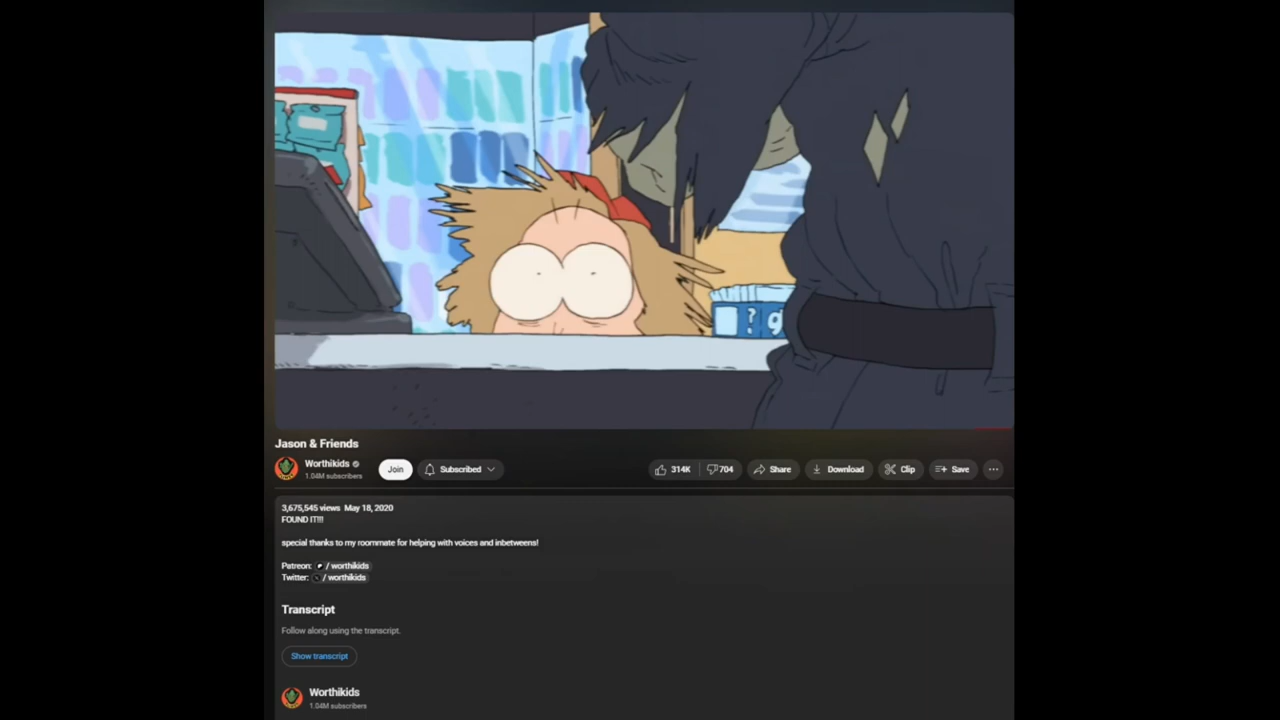 ? g
Jason & Friends
Worthikids
1.04M subscribers
Join
Subscribed
314K
704
Share
Download
Clip
Save
3,675,545 views May 18, 2020
FOUND IT!!!
special thanks to my roommate for helping with voices and inbetweens!
Patreon: / worthikids
Twitter: / worthikids
Transcript
Follow along using the transcript.
Show transcript
Worthikids
1.04M subscribers